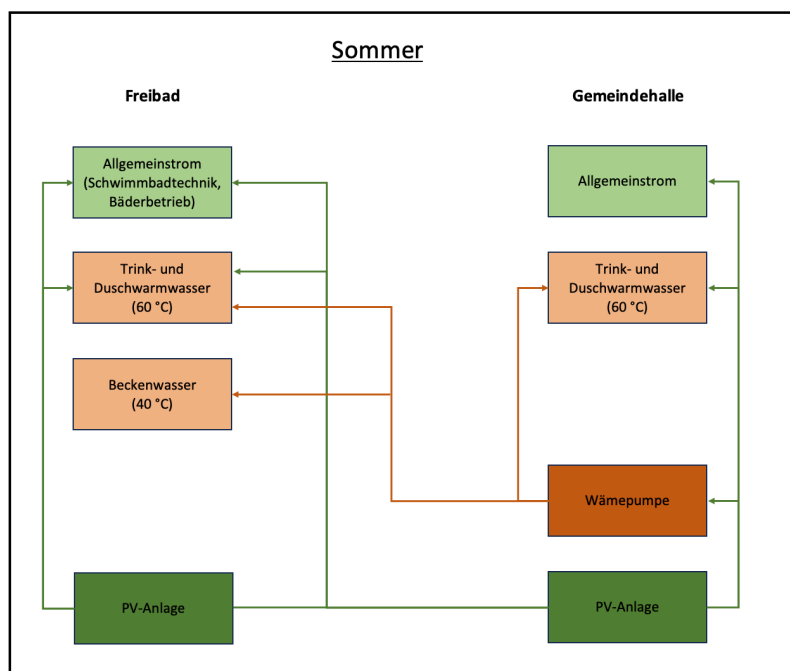 Sommer
Freibad
Gemeindehalle
Allgemeinstrom
(Schwimmbadtechnik,
Bäderbetrieb)
Allgemeinstrom
Trink- und
Duschwarmwasser
(60 °C)
Trink- und
Duschwarmwasser
(60 °C)
Beckenwasser
(40 °C)
Wämepumpe
PV-Anlage
PV-Anlage